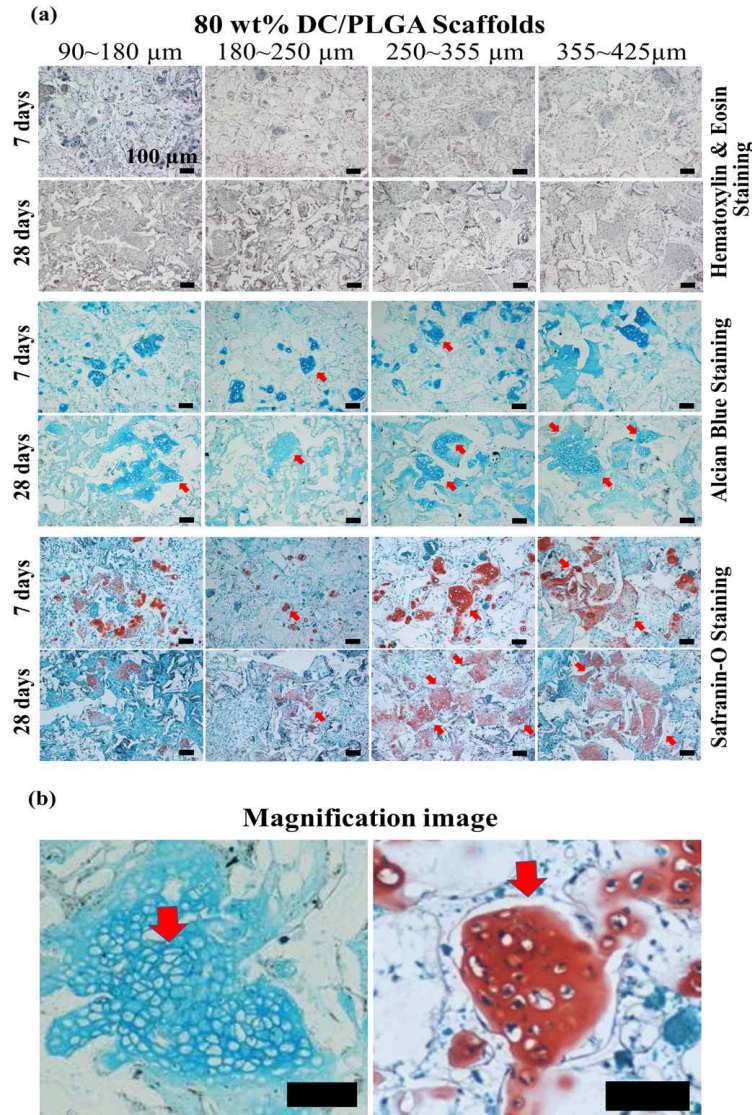 (a)
80 wt% DC/PLGA Scaffolds
90~180 µm
180~250 µm
250~355 µm
355~425µm
7 days
100 µm
28 days
Hematoxylin & Eosin
Staining
7 days
28 days
Alcian Blue Staining
7 days
28 days
Safranin-O Staining
(b)
Magnification image